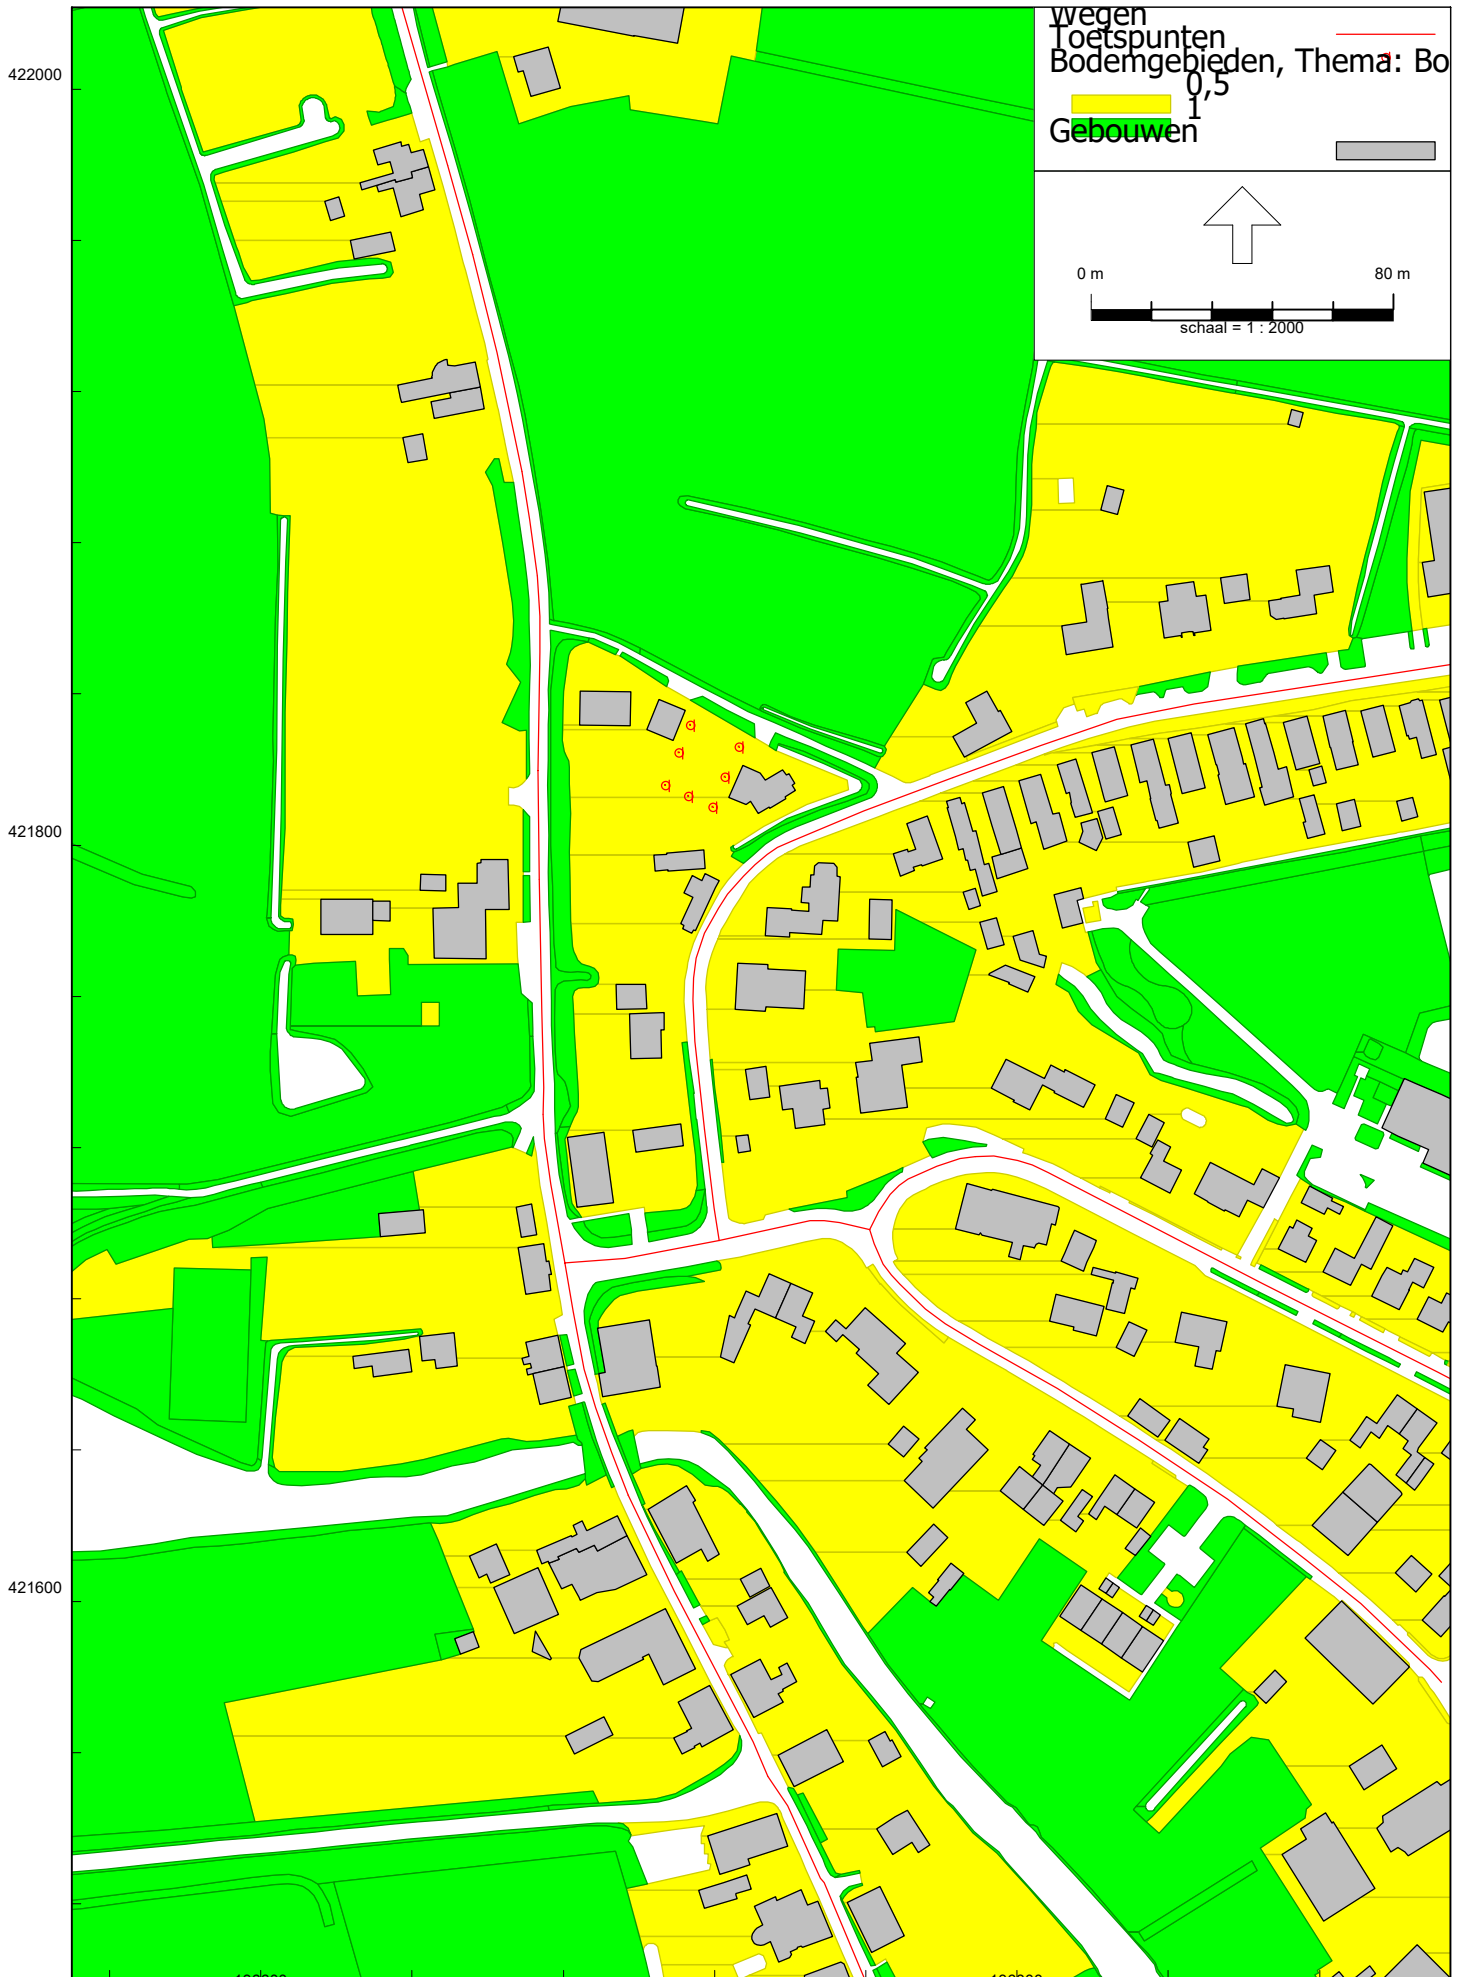 Wegen
Toetspunten
Bodemgebieden, Thema: Bo
0,5
1
Gebouwen
0 m 80 m
schaal = 1 : 2000
422000
421800
421600